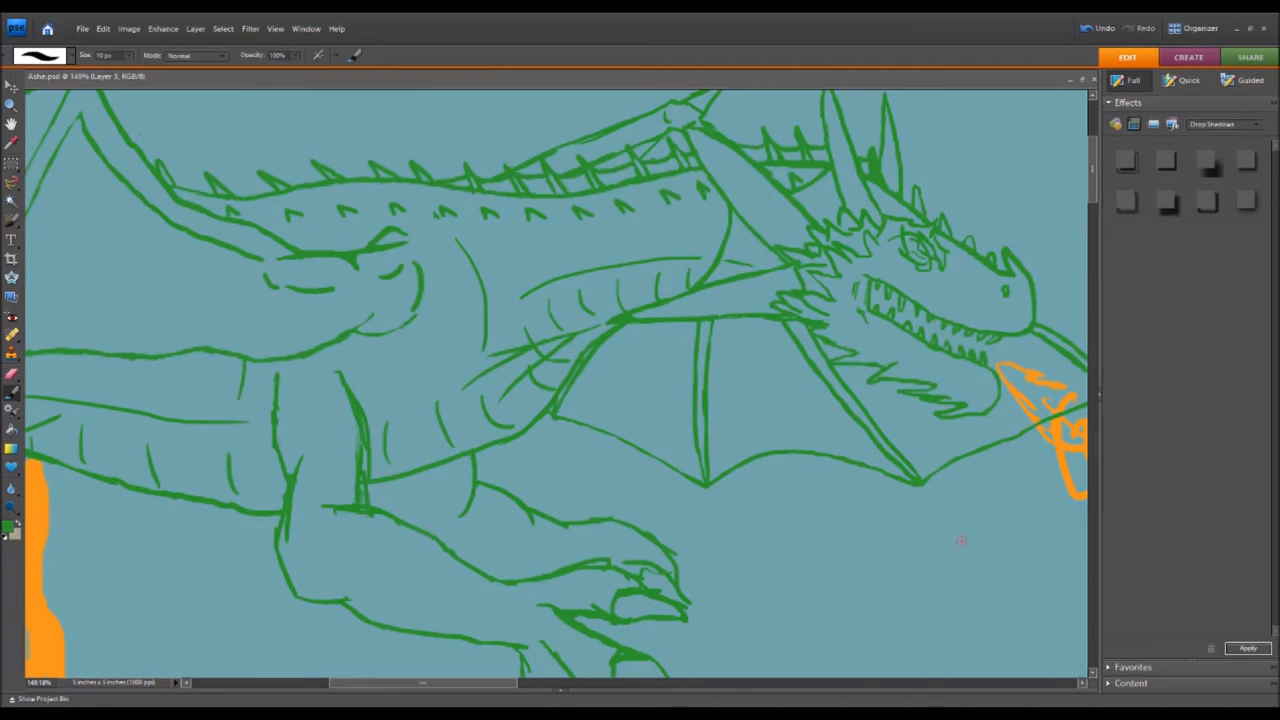 pse File Edit Image Enhance Layer Select Filter View Window Help Undo Redo Organizer
Size: 10 px Mode: Normal Opacity: 100% EDIT CREATE SHARE
Ashe.psd @ 149% (Layer 3, RGB/8)
Full Quick Guided
Effects
Drop Shadows
T
Apply
Favorites
149.18% 5 inches x 5 inches (1000 ppi) Content
Show Project Bin